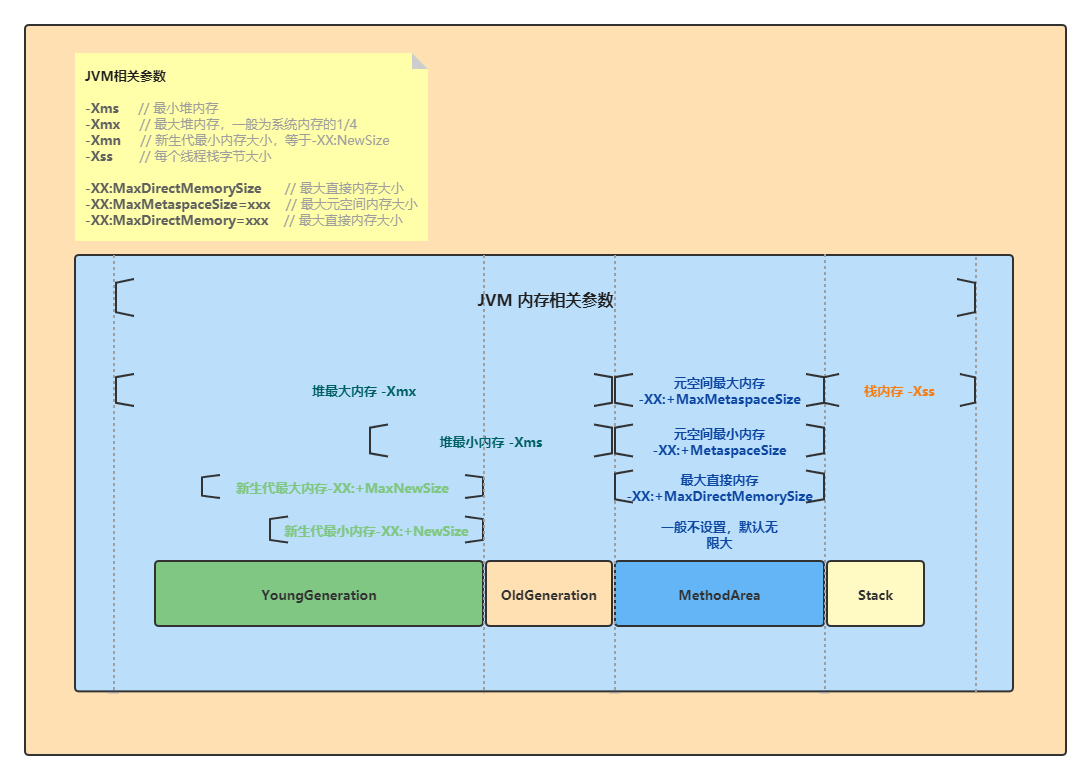 JVM相关参数
-Xms // 最小堆内存
-Xmx // 最大堆内存，一般为系统内存的1/4
-Xmn // 新生代最小内存大小，等于-XX:NewSize
-Xss // 每个线程栈字节大小
-XX:MaxDirectMemorySize // 最大直接内存大小
-XX:MaxMetaspaceSize=xxx // 最大元空间内存大小
-XX:MaxDirectMemory=xxx // 最大直接内存大小
JVM 内存相关参数
堆最大内存 -Xmx
元空间最大内存
-XX:+MaxMetaspaceSize
栈内存 -Xss
堆最小内存 -Xms
元空间最小内存
-XX:+MetaspaceSize
新生代最大内存-XX:+MaxNewSize
最大直接内存
-XX:+MaxDirectMemorySize
新生代最小内存-XX:+NewSize
一般不设置，默认无
限大
YoungGeneration
OldGeneration
MethodArea
Stack